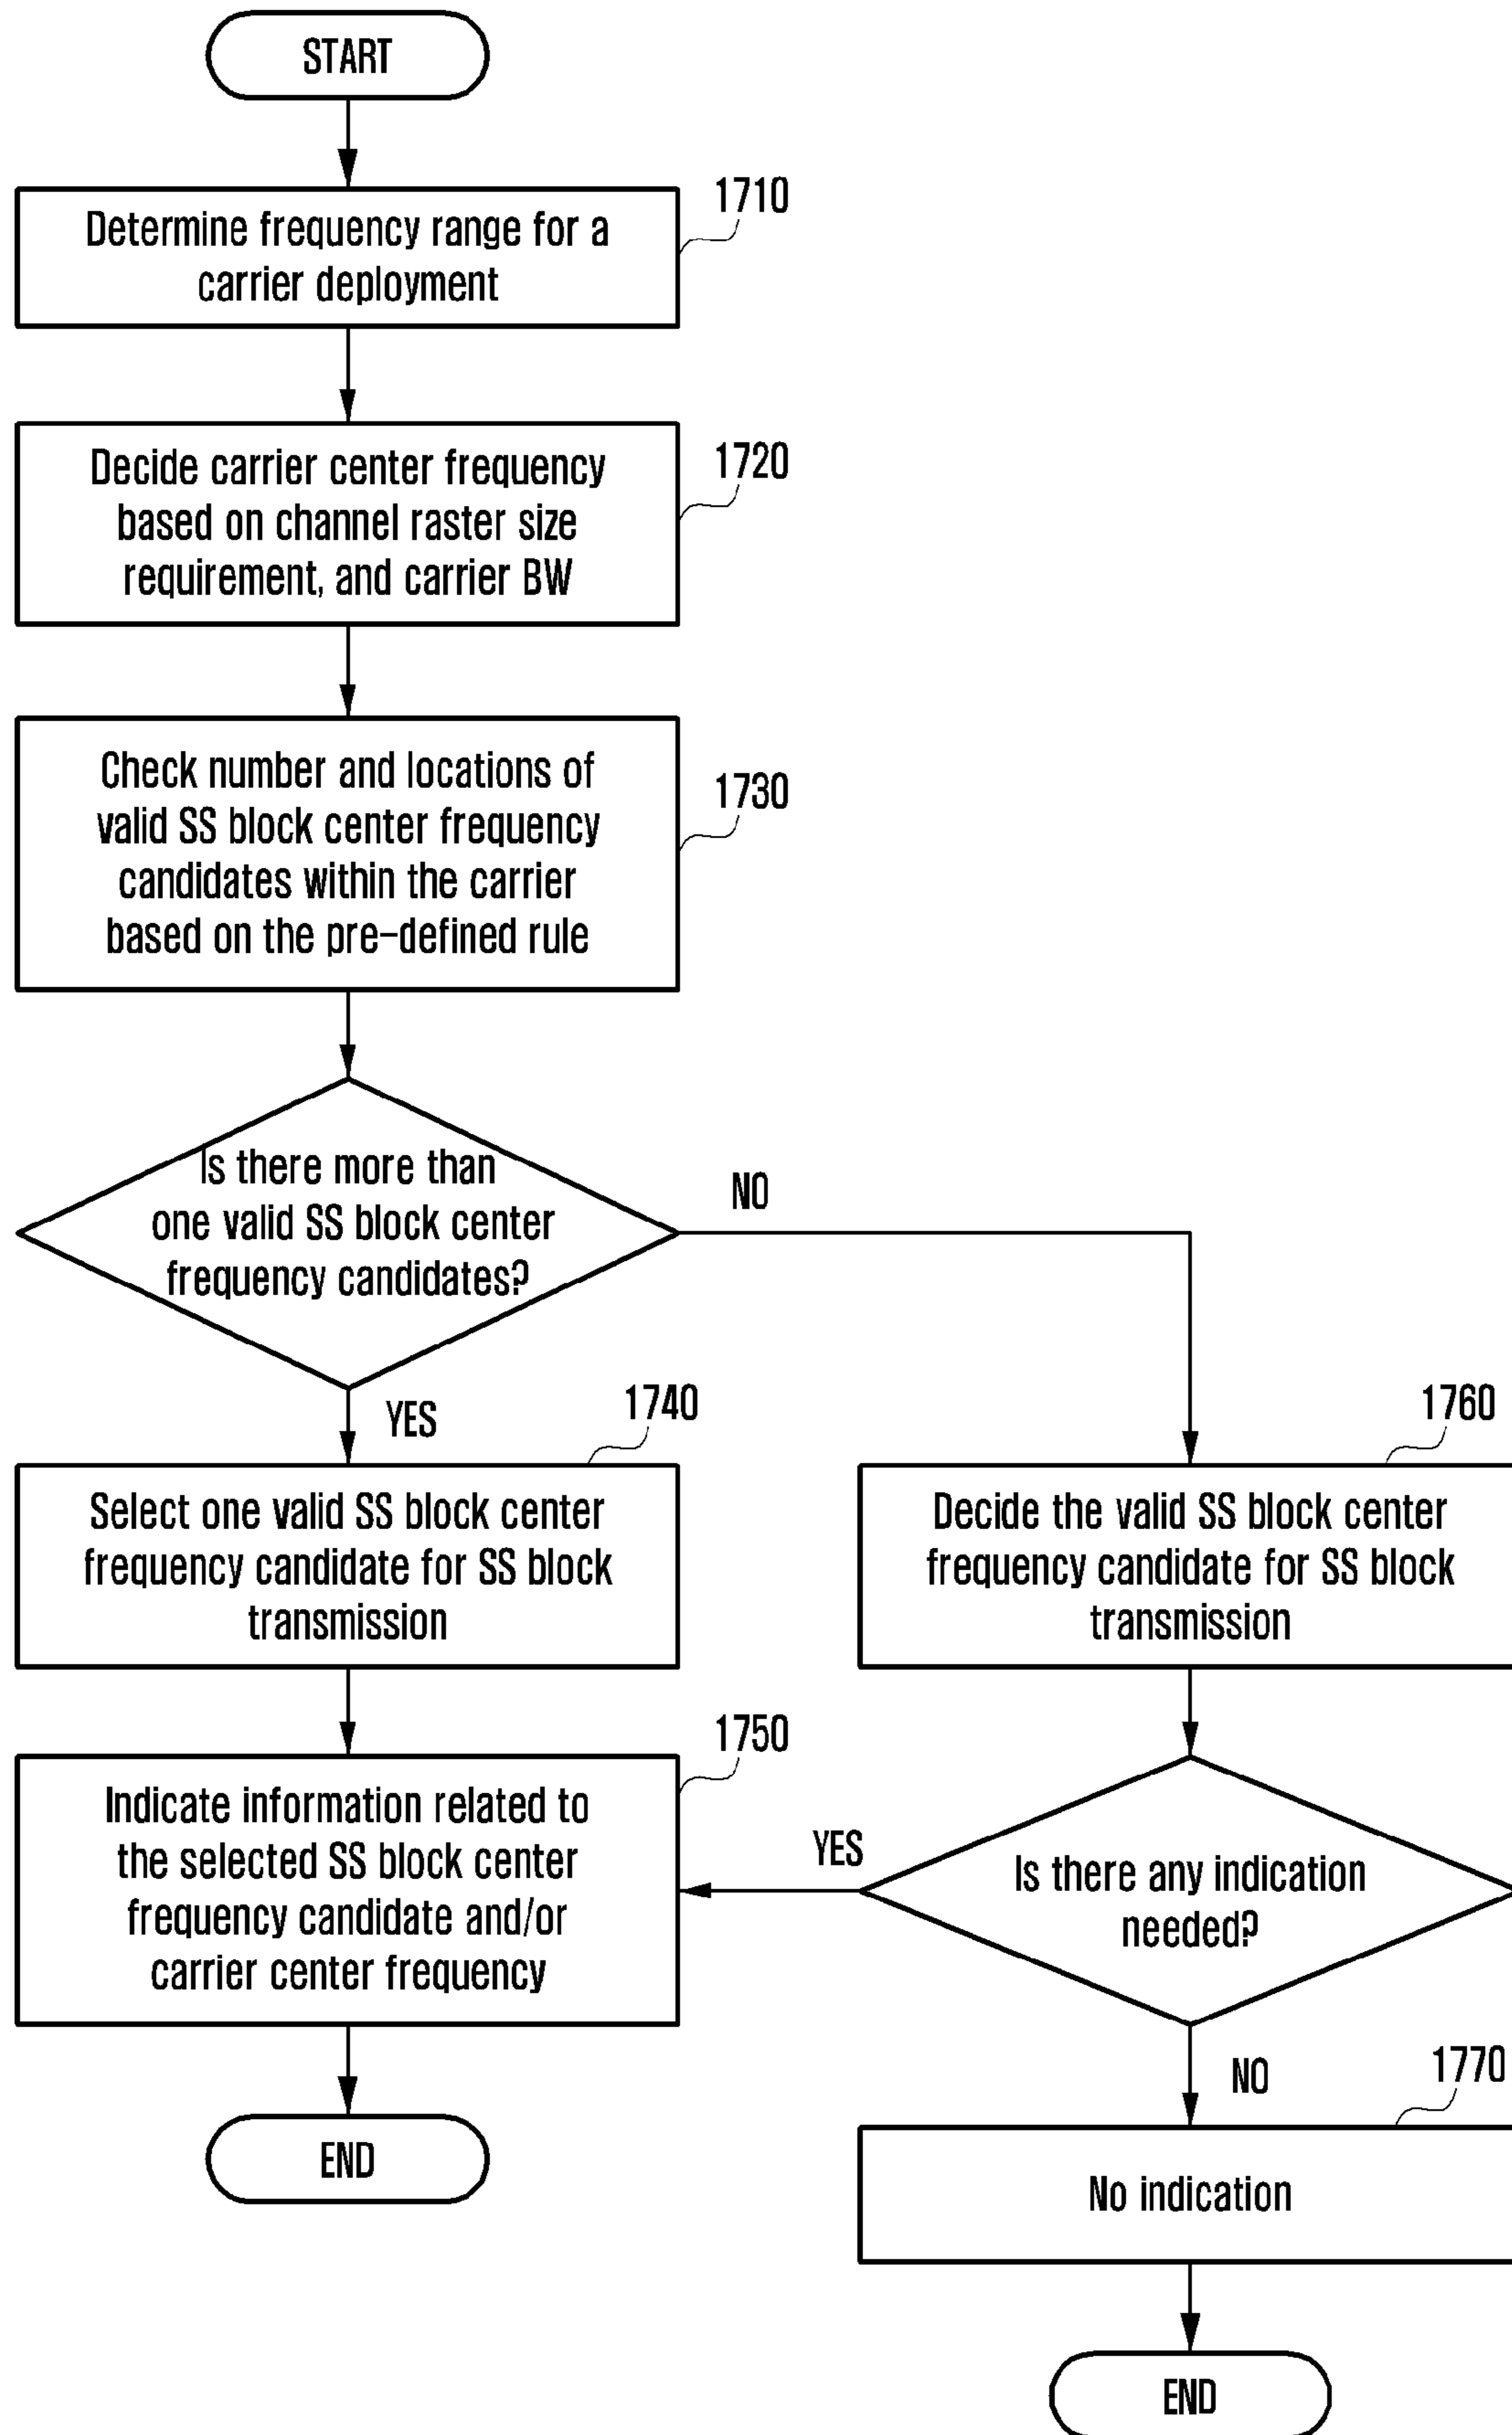 START
1710
Determine frequency range for a
carrier deployment
1720
Decide carrier center frequency
based on channel raster size
requirement, and carrier BW
1730
Check number and locations of
valid SS block center frequency
candidates within the carrier
based on the pre-defined rule
Is there more than
one valid SS block center
frequency candidates?
NO
YES
1740
Select one valid SS block center
frequency candidate for SS block
transmission
1760
Decide the valid SS block center
frequency candidate for SS block
transmission
1750
Indicate information related to
the selected SS block center
frequency candidate and/or
carrier center frequency
YES
Is there any indication
needed?
NO
1770
No indication
END
END